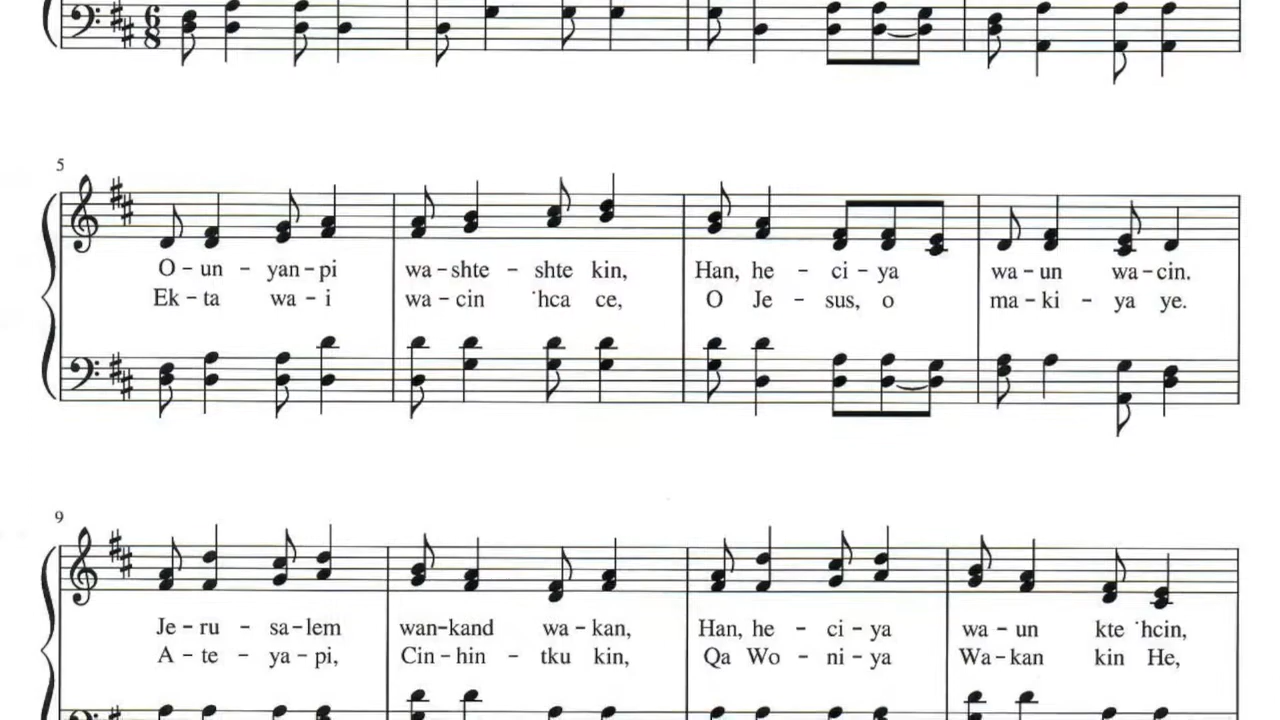 6
8
5
O – un – yan – pi wa – shte – shte kin, Han, he – ci – ya wa – un wa – cin.
Ek – ta wa – i wa – cin 'hca ce, O Je – sus, o ma – ki – ya ye.
9
Je – ru – sa – lem wan – kand wa – kan, Han, he – ci – ya wa – un kte 'hcin,
A – te – ya – pi, Cin – hin – tku kin, Qa Wo – ni – ya Wa – kan kin He,